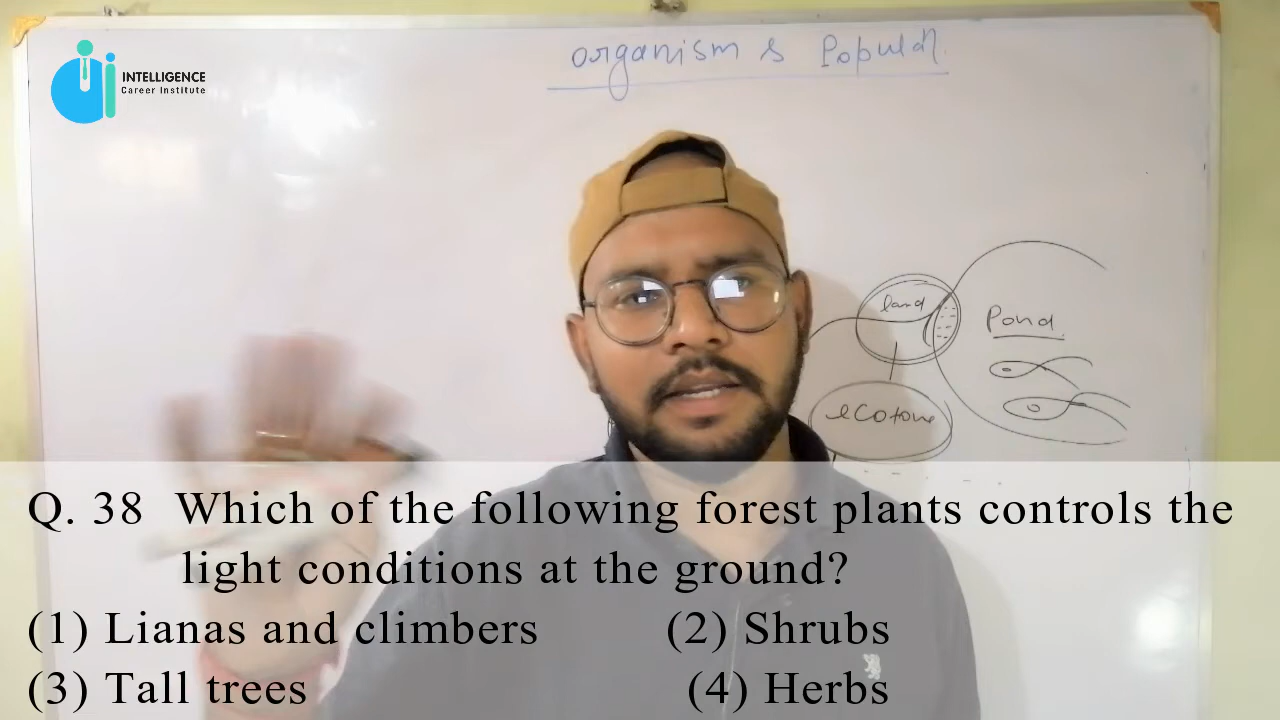 INTELLIGENCE
Career Institute
organism &
land
Pond.
ecotone
Q. 38 Which of the following forest plants controls the
light conditions at the ground?
(1) Lianas and climbers (2) Shrubs
(3) Tall trees (4) Herbs